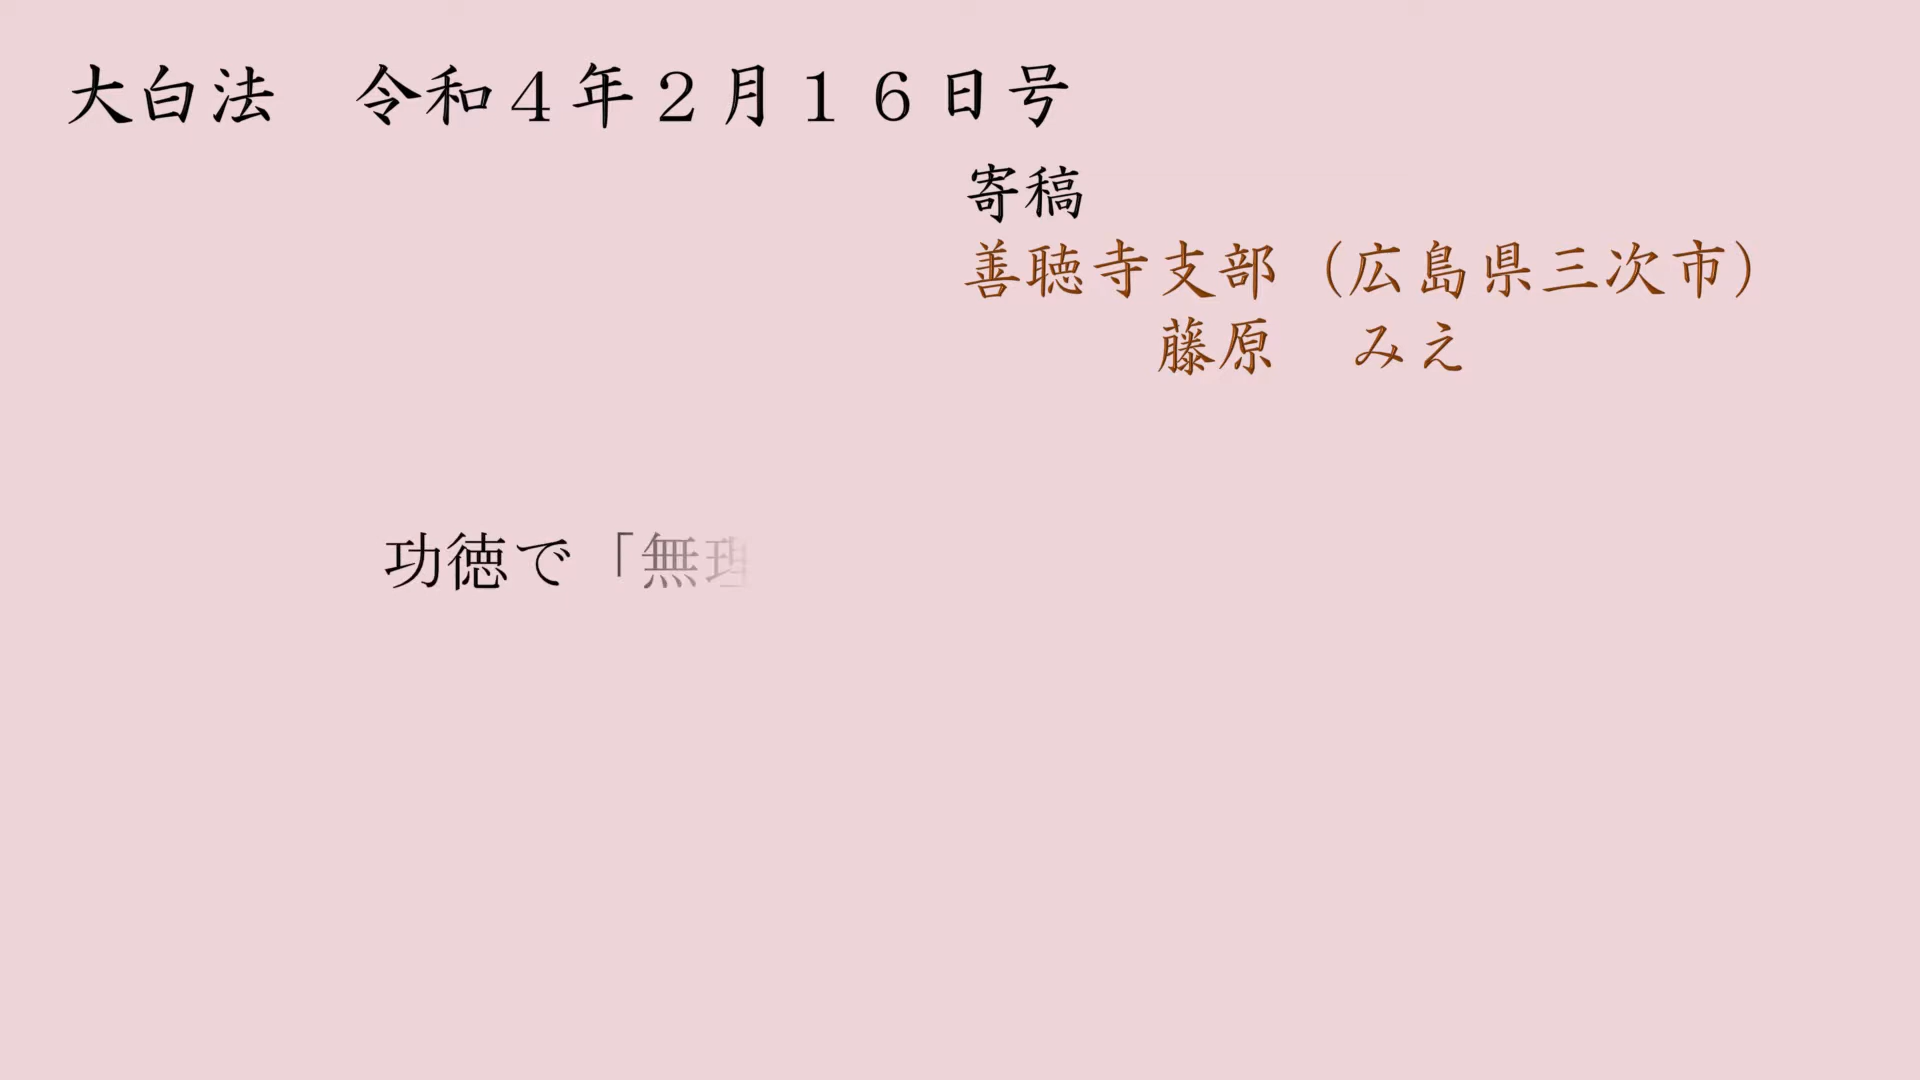 大白法　令和４年２月１６日号
寄稿
善聴寺支部（広島県三次市）
藤原　みえ
功徳で「無理